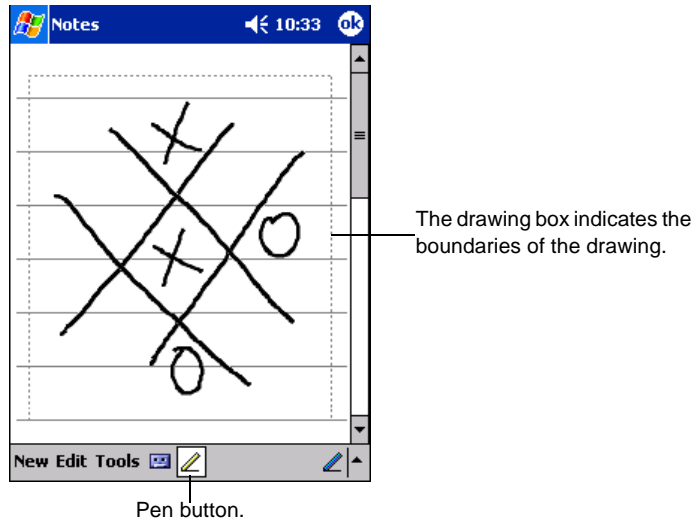 Notes 10:33 ok
X
O
X
The drawing box indicates the
boundaries of the drawing.
O
New Edit Tools
Pen button.